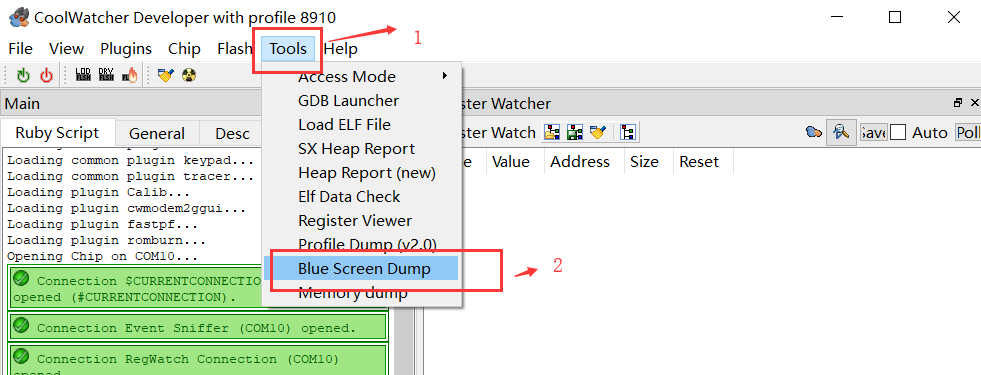 CoolWatcher Developer with profile 8910
1
File View Plugins Chip Flash Tools Help
Access Mode
GDB Launcher
Load ELF File
SX Heap Report
Heap Report (new)
Elf Data Check
Register Viewer
Profile Dump (v2.0)
Blue Screen Dump
Memory dump
2
Main
Ruby Script General Desc
Loading common plugin keypad...
Loading common plugin tracer...
Loading plugin Calib...
Loading plugin cwmodem2ggui...
Loading plugin fastpf...
Loading plugin romburn...
Opening Chip on COM10...
Connection $CURRENTCONNECTIO
opened (#CURRENTCONNECTION).
Connection Event Sniffer (COM10) opened.
Connection RegWatch Connection (COM10)
opened
ster Watcher
ster Watch Auto Poll
e Value Address Size Reset